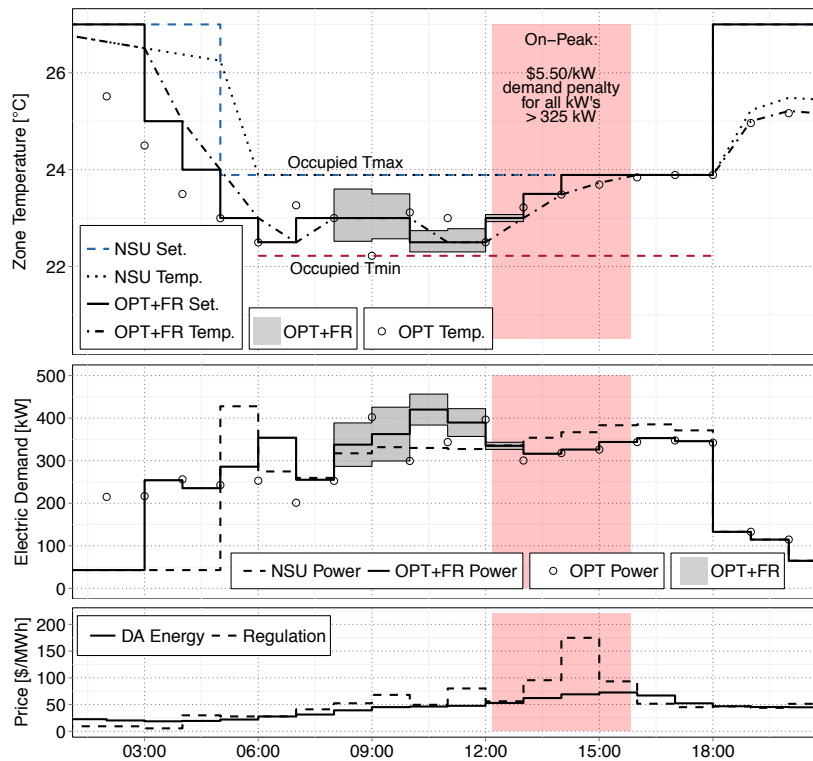 Zone Temperature [°C]
26
24
22
On−Peak:
$5.50/kW
demand penalty
for all kW's
> 325 kW
Occupied Tmax
Occupied Tmin
NSU Set.
NSU Temp.
OPT+FR Set.
OPT+FR Temp.
OPT+FR
OPT Temp.
Electric Demand [kW]
500
400
300
200
100
0
NSU Power
OPT+FR Power
OPT Power
OPT+FR
Price [$/MWh]
200
150
100
50
0
DA Energy
Regulation
03:00
06:00
09:00
12:00
15:00
18:00